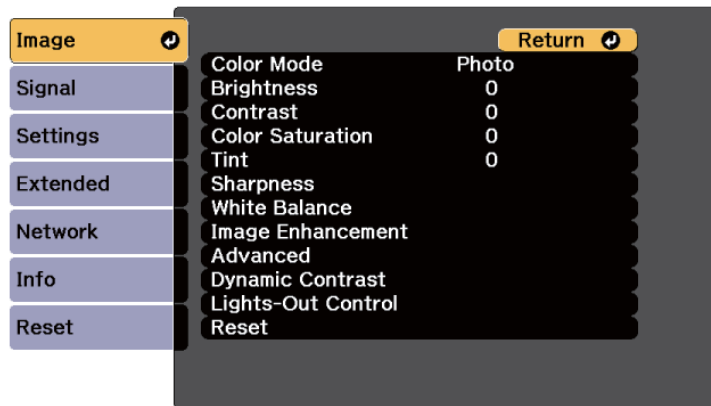 Image
Signal
Settings
Extended
Network
Info
Reset
Return
Color Mode Photo
Brightness 0
Contrast 0
Color Saturation 0
Tint 0
Sharpness
White Balance
Image Enhancement
Advanced
Dynamic Contrast
Lights-Out Control
Reset